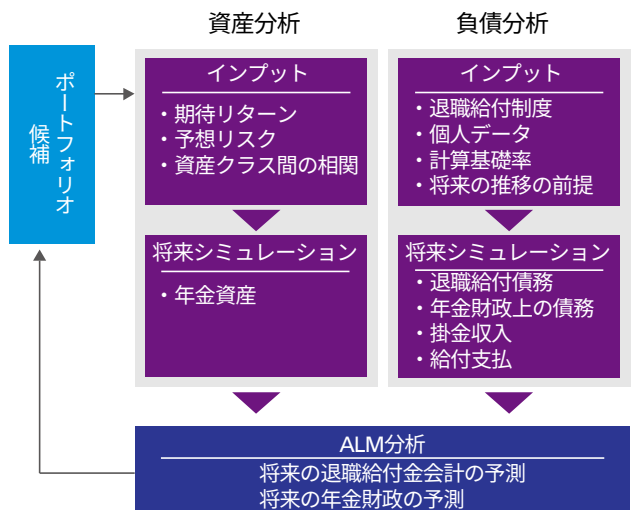 資産分析
負債分析
ポートフォリオ
候補
インプット
・期待リターン
・予想リスク
・資産クラス間の相関
インプット
・退職給付制度
・個人データ
・計算基礎率
・将来の推移の前提
将来シミュレーション
・年金資産
将来シミュレーション
・退職給付債務
・年金財政上の債務
・掛金収入
・給付支払
ALM分析
将来の退職給付金会計の予測
将来の年金財政の予測